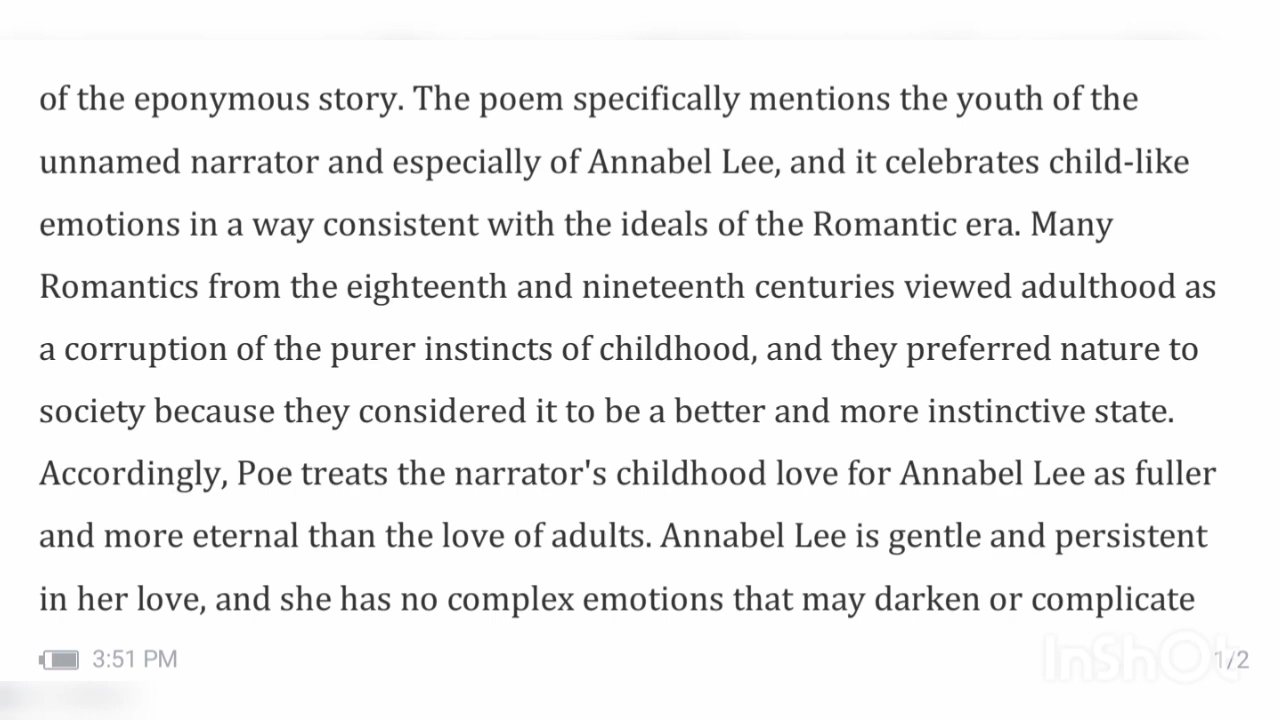 of the eponymous story. The poem specifically mentions the youth of the
unnamed narrator and especially of Annabel Lee, and it celebrates child-like
emotions in a way consistent with the ideals of the Romantic era. Many
Romantics from the eighteenth and nineteenth centuries viewed adulthood as
a corruption of the purer instincts of childhood, and they preferred nature to
society because they considered it to be a better and more instinctive state.
Accordingly, Poe treats the narrator's childhood love for Annabel Lee as fuller
and more eternal than the love of adults. Annabel Lee is gentle and persistent
in her love, and she has no complex emotions that may darken or complicate
3:51 PM
InShOt
1/2